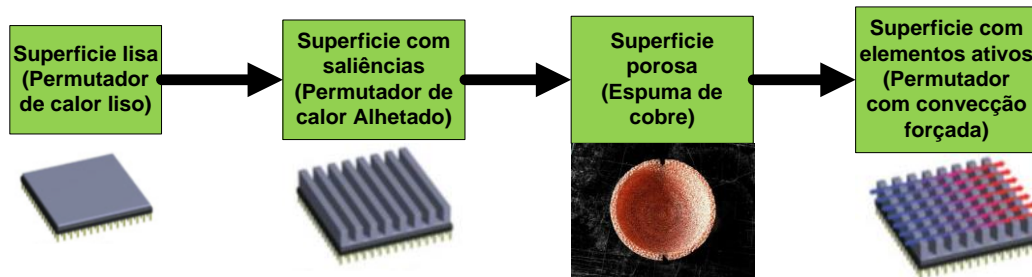 Superficie lisa
(Permutador
de calor liso)
Superficie com
saliências
(Permutador de
calor Alhetado)
Superficie
porosa
(Espuma de
cobre)
Superficie com
elementos ativos
(Permutador
com convecção
forçada)